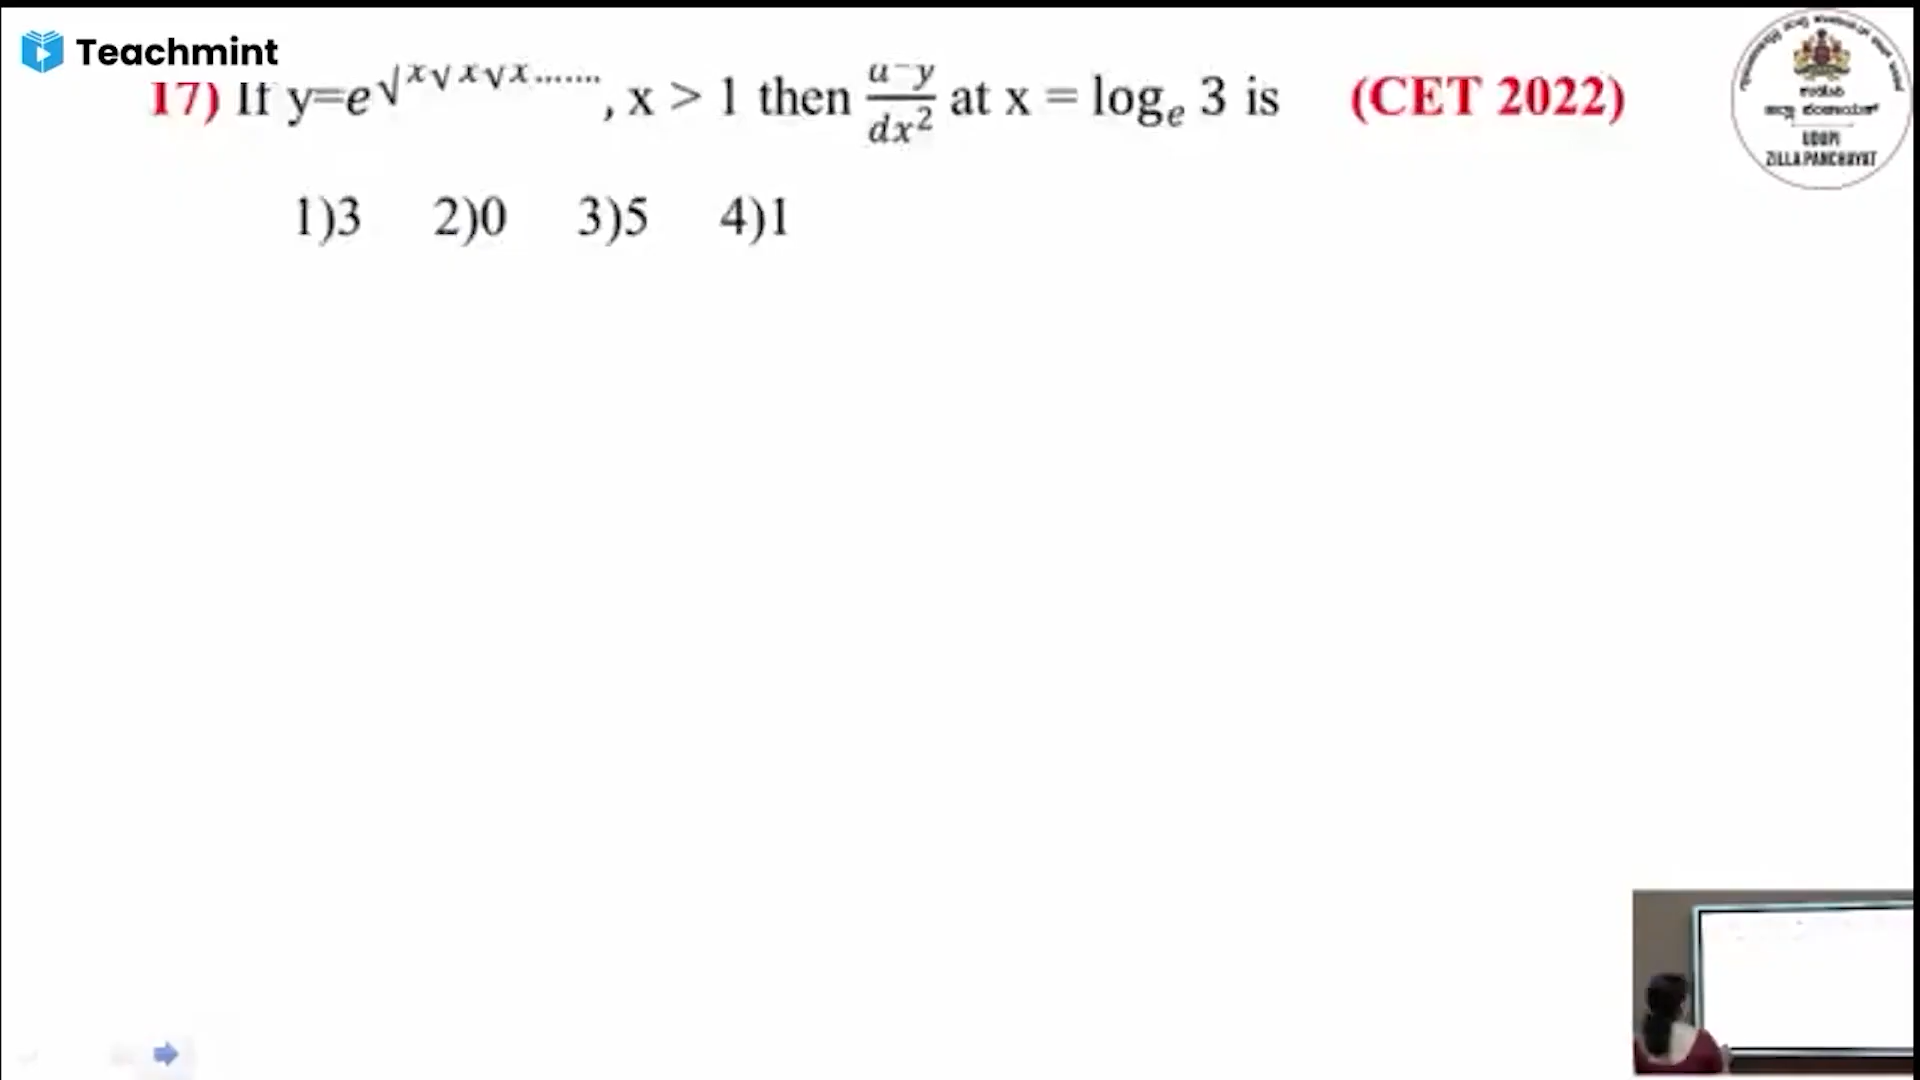 Teachmint
17) If y=e√x√x√x......., x > 1 then d²y/dx² at x = logₑ 3 is (CET 2022)
1)3 2)0 3)5 4)1
UDUPI
ZILLA PANCHAYAT